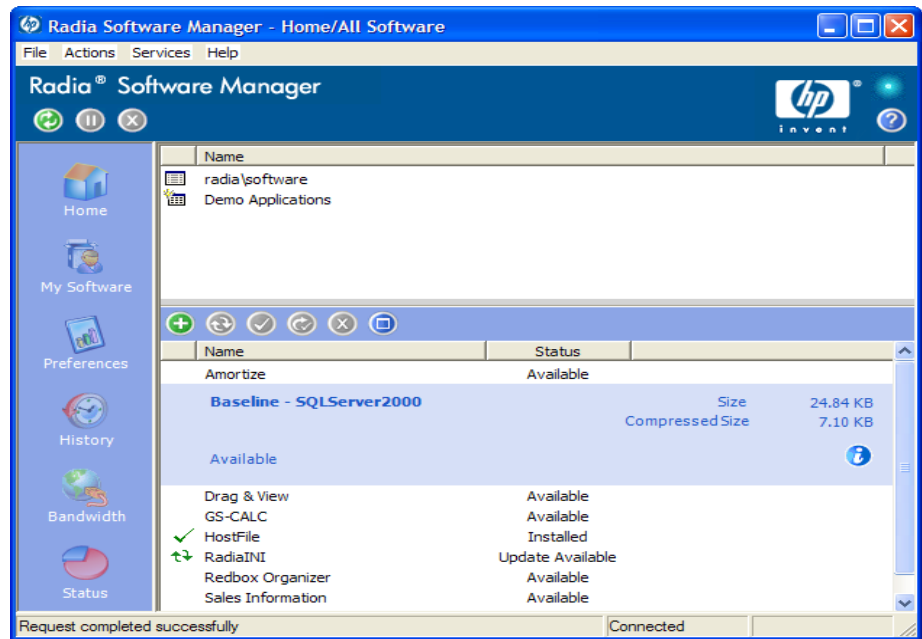 Radia Software Manager - Home/All Software
File Actions Services Help
Radia® Software Manager
hp®
invent
Name
radia\software
Demo Applications
Home
My Software
Preferences
History
Bandwidth
Status
Name Status
Amortize Available
Baseline - SQLServer2000 Size 24.84 KB
Compressed Size 7.10 KB
Available
Drag & View Available
GS-CALC Available
HostFile Installed
RadiaINI Update Available
Redbox Organizer Available
Sales Information Available
Request completed successfully Connected